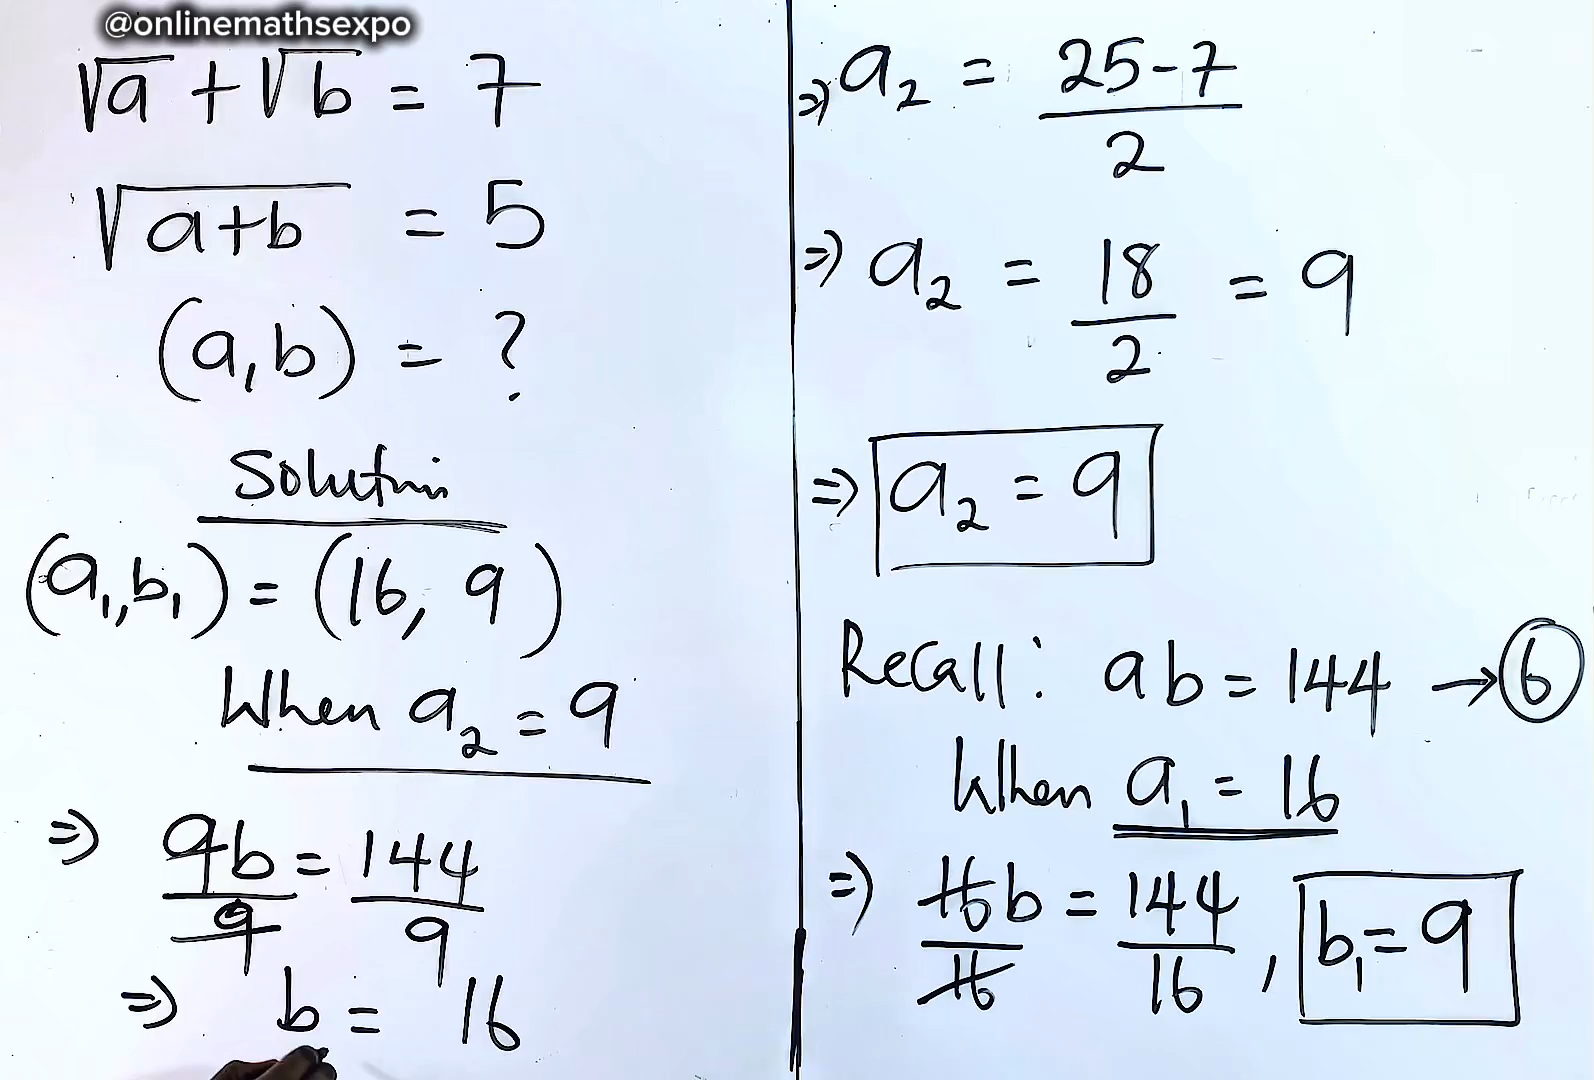 @onlinemathsexpo
√a + √b = 7
√(a+b) = 5
(a,b) = ?
Solution
(a₁,b₁) = (16, 9)
When a₂ = 9
⇒ 9b/9 = 144/9
⇒ b = 16
⇒ a₂ = (25-7)/2
⇒ a₂ = 18/2 = 9
⇒ a₂ = 9
Recall: ab = 144 → ⑥
When a₁ = 16
⇒ 16b/16 = 144/16, b₁ = 9